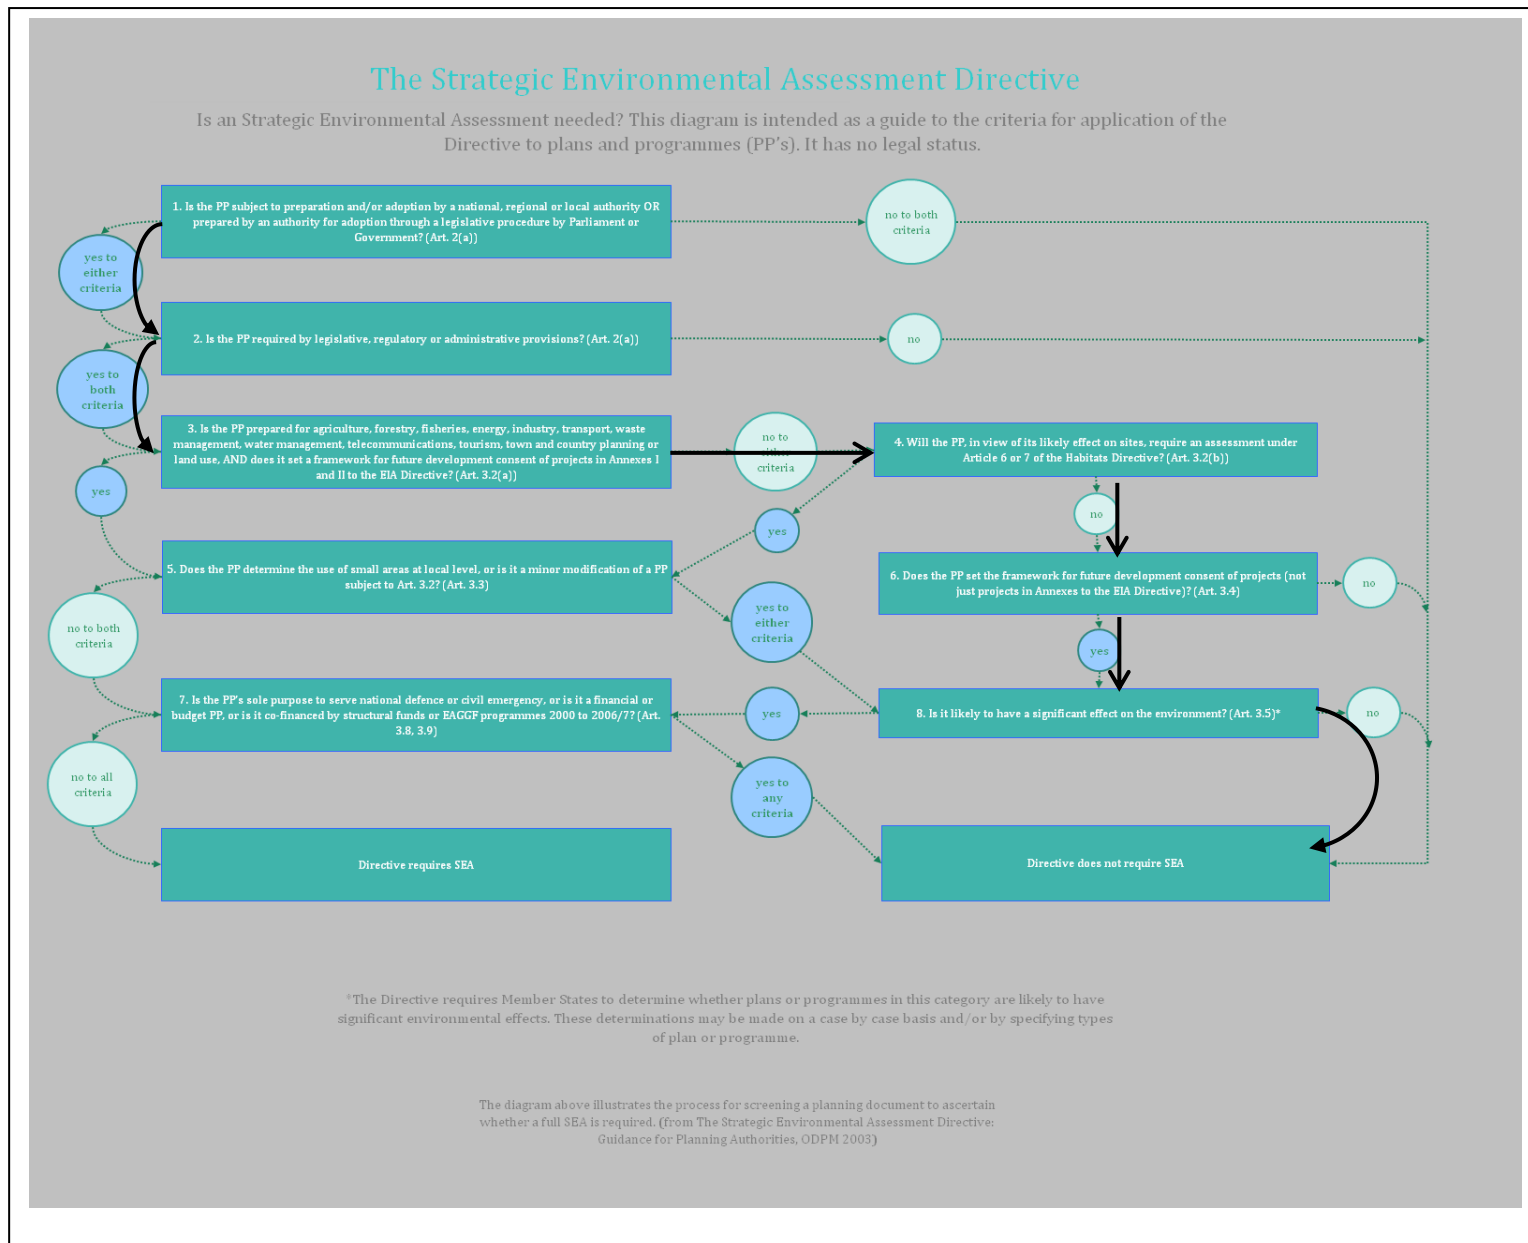 The Strategic Environmental Assessment Directive
Is an Strategic Environmental Assessment needed? This diagram is intended as a guide to the criteria for application of the
Directive to plans and programmes (PP's). It has no legal status.
1. Is the PP subject to preparation and/or adoption by a national, regional or local authority OR
prepared by an authority for adoption through a legislative procedure by Parliament or
Government? (Art. 2(a))
no to both
criteria
yes to
either
criteria
2. Is the PP required by legislative, regulatory or administrative provisions? (Art. 2(a))
no
yes to
both
criteria
3. Is the PP prepared for agriculture, forestry, fisheries, energy, industry, transport, waste
management, water management, telecommunications, tourism, town and country planning or
land use, AND does it set a framework for future development consent of projects in Annexes I
and II to the EIA Directive? (Art. 3.2(a))
no to
either
criteria
4. Will the PP, in view of its likely effect on sites, require an assessment under
Article 6 or 7 of the Habitats Directive? (Art. 3.2(b))
yes
no
yes
5. Does the PP determine the use of small areas at local level, or is it a minor modification of a PP
subject to Art. 3.2? (Art. 3.3)
6. Does the PP set the framework for future development consent of projects (not
just projects in Annexes to the EIA Directive)? (Art. 3.4)
no
no to both
criteria
yes to
either
criteria
yes
7. Is the PP's sole purpose to serve national defence or civil emergency, or is it a financial or
budget PP, or is it co-financed by structural funds or EAGGF programmes 2000 to 2006/7? (Art.
3.8, 3.9)
yes
8. Is it likely to have a significant effect on the environment? (Art. 3.5)*
no
no to all
criteria
yes to
any
criteria
Directive requires SEA
Directive does not require SEA
*The Directive requires Member States to determine whether plans or programmes in this category are likely to have
significant environmental effects. These determinations may be made on a case by case basis and/or by specifying types
of plan or programme.
The diagram above illustrates the process for screening a planning document to ascertain
whether a full SEA is required. (from The Strategic Environmental Assessment Directive:
Guidance for Planning Authorities, ODPM 2003)